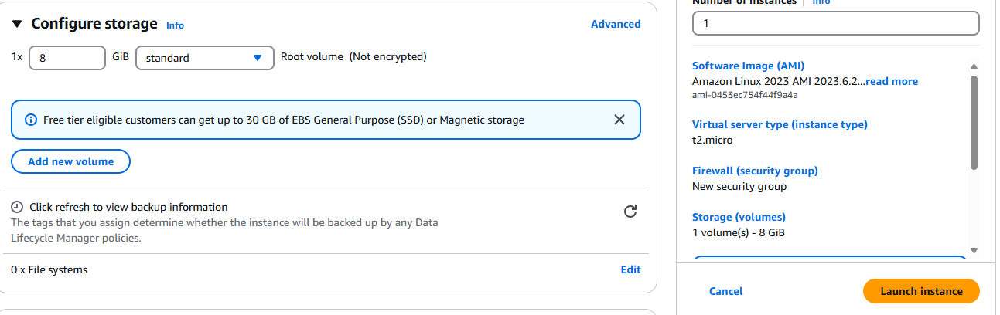 Configure storage Info Advanced
1x 8 GiB standard Root volume (Not encrypted)
Free tier eligible customers can get up to 30 GB of EBS General Purpose (SSD) or Magnetic storage
Add new volume
Click refresh to view backup information
The tags that you assign determine whether the instance will be backed up by any Data
Lifecycle Manager policies.
0 x File systems Edit
Number of instances Info
1
Software Image (AMI)
Amazon Linux 2023 AMI 2023.6.2...read more
ami-0453ec754f44f9a4a
Virtual server type (instance type)
t2.micro
Firewall (security group)
New security group
Storage (volumes)
1 volume(s) - 8 GiB
Cancel Launch instance